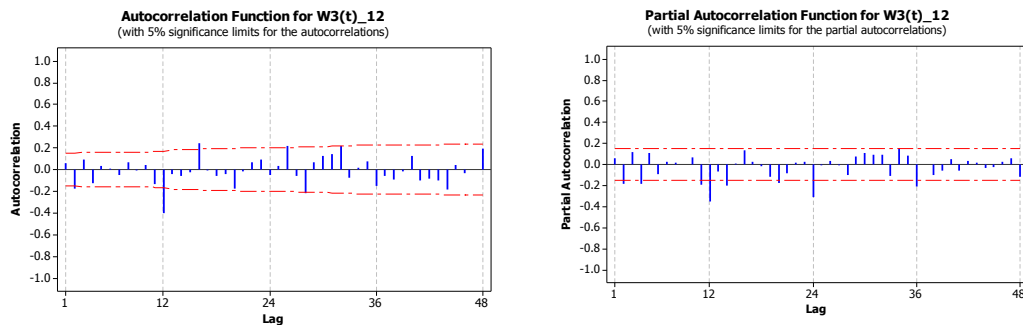 Autocorrelation Function for W3(t)_12
(with 5% significance limits for the autocorrelations)
1.0
0.8
0.6
0.4
0.2
0.0
-0.2
-0.4
-0.6
-0.8
-1.0
Autocorrelation
1 12 24 36 48
Lag
Partial Autocorrelation Function for W3(t)_12
(with 5% significance limits for the partial autocorrelations)
1.0
0.8
0.6
0.4
0.2
0.0
-0.2
-0.4
-0.6
-0.8
-1.0
Partial Autocorrelation
1 12 24 36 48
Lag